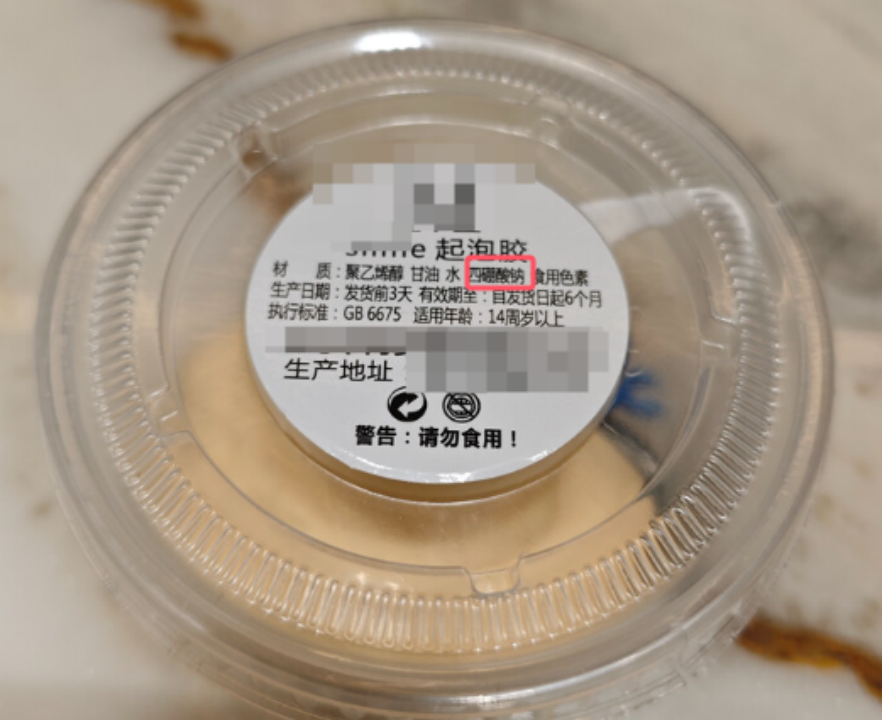 起泡胶
材 质：聚乙烯醇 甘油 水 四硼酸钠 食用色素
生产日期：发货前3天 有效期至：自发货日起6个月
执行标准：GB 6675 适用年龄：14周岁以上
生产地址
警告：请勿食用！